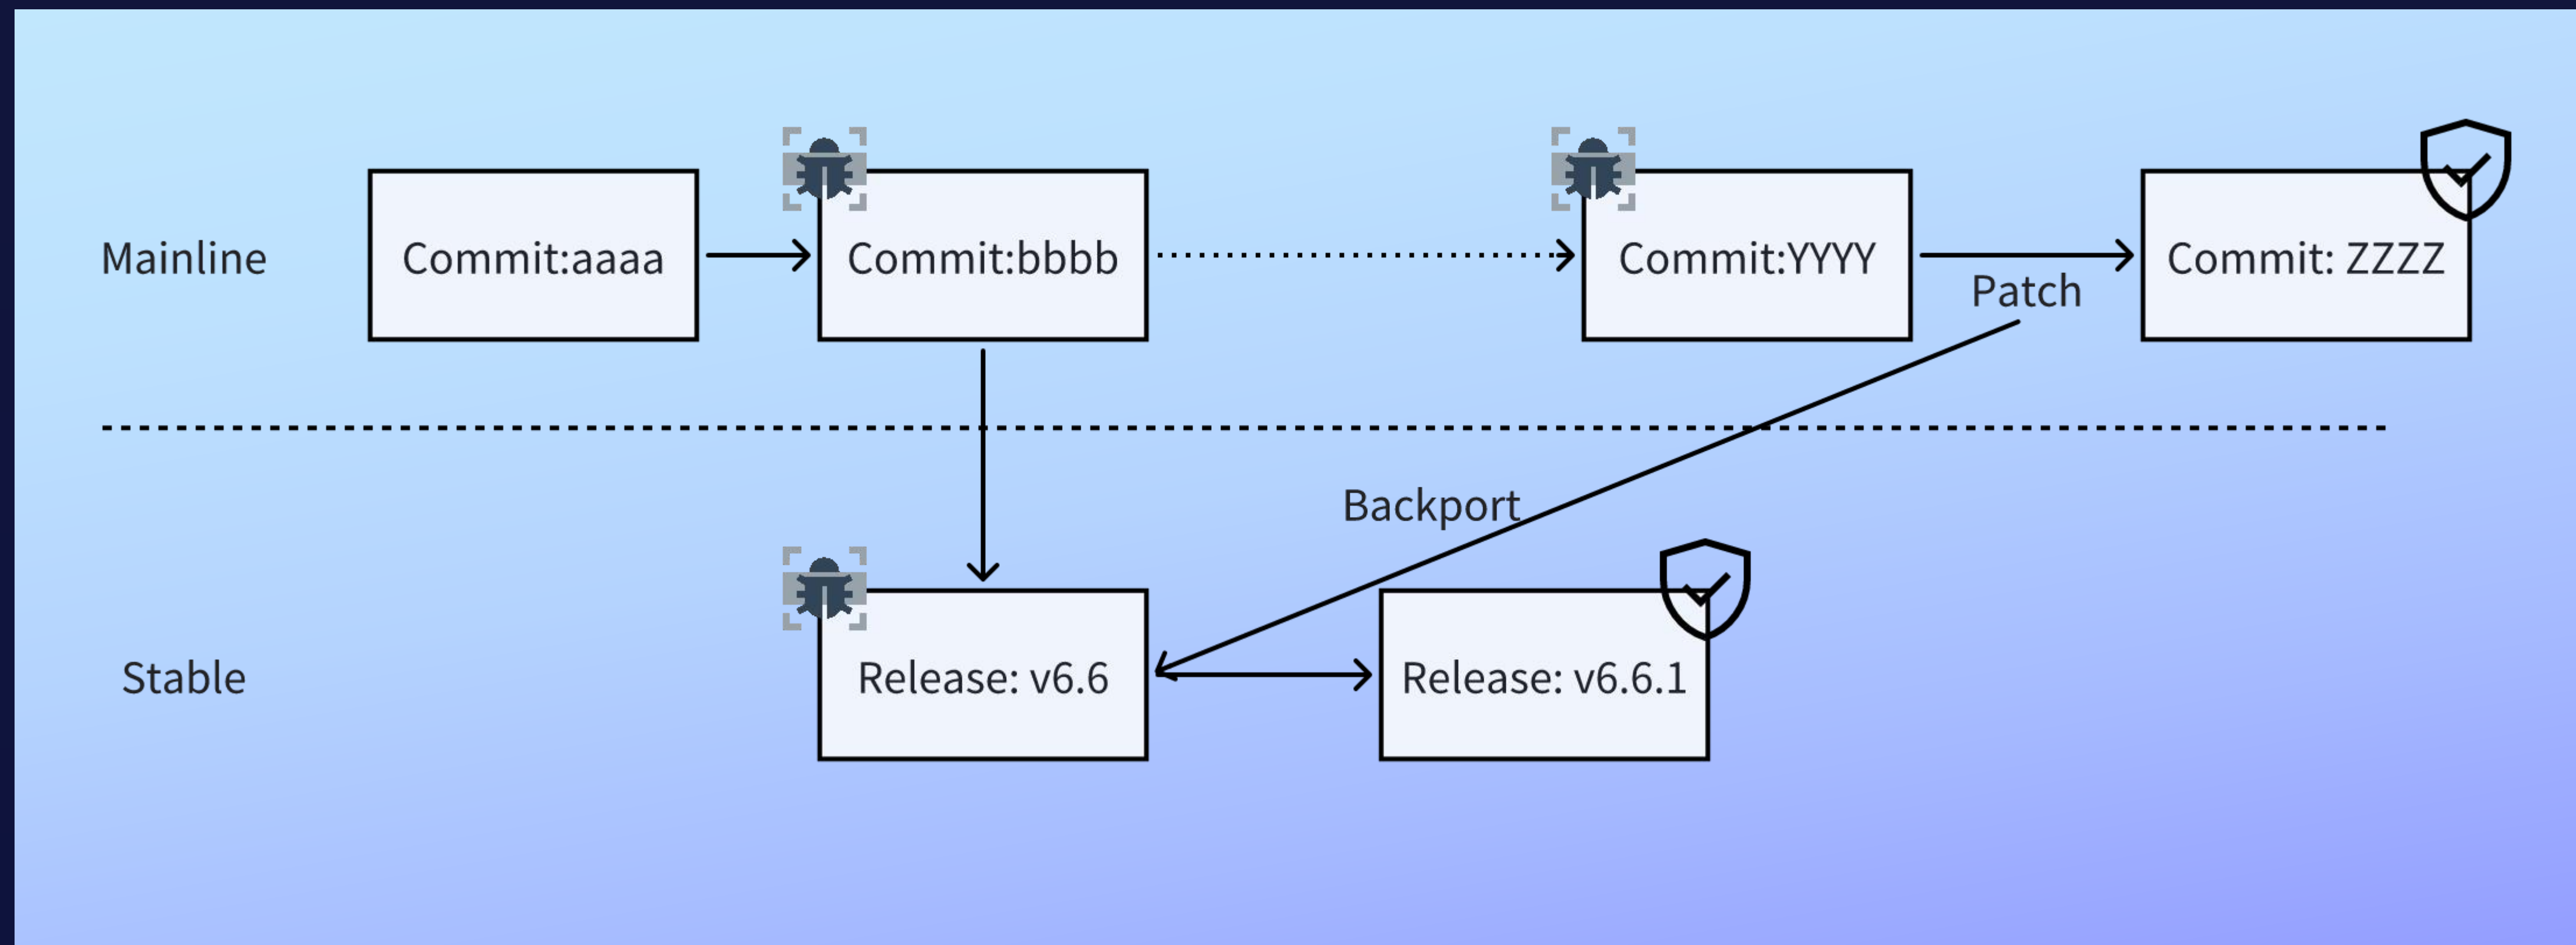 Mainline
Commit:aaaa
Commit:bbbb
Commit:YYYY
Patch
Commit: ZZZZ
Backport
Stable
Release: v6.6
Release: v6.6.1